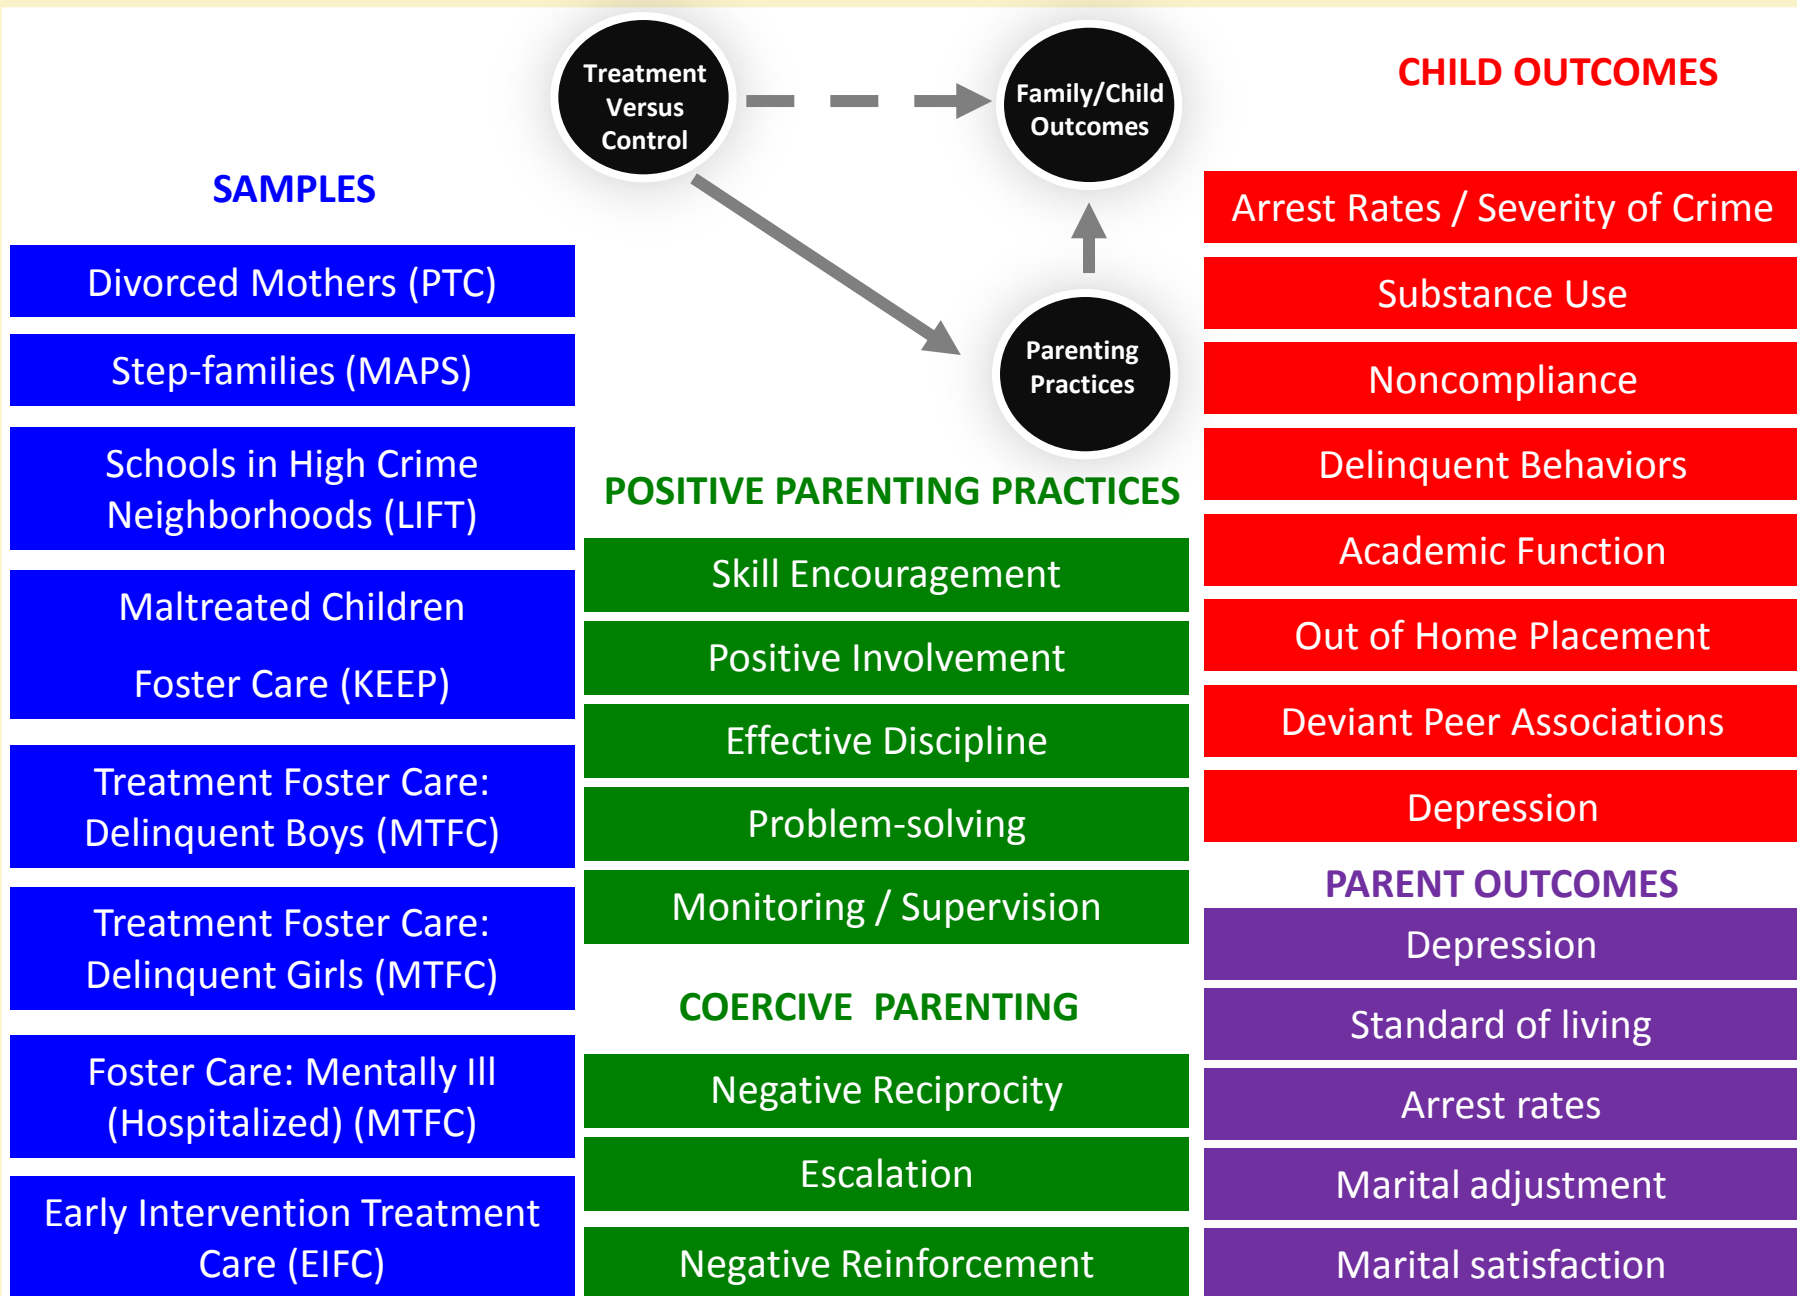 Treatment
Versus
Control
Family/Child
Outcomes
Parenting
Practices
SAMPLES
Divorced Mothers (PTC)
Step-families (MAPS)
Schools in High Crime
Neighborhoods (LIFT)
Maltreated Children
Foster Care (KEEP)
Treatment Foster Care:
Delinquent Boys (MTFC)
Treatment Foster Care:
Delinquent Girls (MTFC)
Foster Care: Mentally Ill
(Hospitalized) (MTFC)
Early Intervention Treatment
Care (EIFC)
POSITIVE PARENTING PRACTICES
Skill Encouragement
Positive Involvement
Effective Discipline
Problem-solving
Monitoring / Supervision
COERCIVE  PARENTING
Negative Reciprocity
Escalation
Negative Reinforcement
CHILD OUTCOMES
Arrest Rates / Severity of Crime
Substance Use
Noncompliance
Delinquent Behaviors
Academic Function
Out of Home Placement
Deviant Peer Associations
Depression
PARENT OUTCOMES
Depression
Standard of living
Arrest rates
Marital adjustment
Marital satisfaction